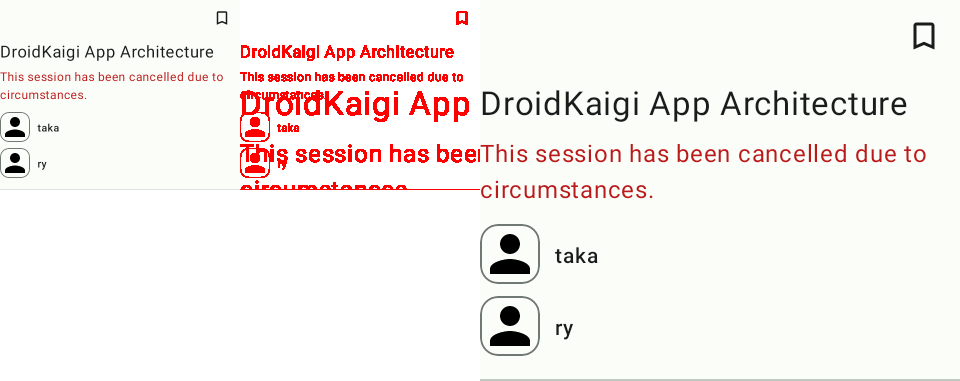 DroidKaigi App Architecture
This session has been cancelled due to
circumstances.
taka
ry
DroidKaigi App Architecture
This session has been cancelled due to
circumstances.
DroidKaigi App
taka
This session has been
ry
circumstances
DroidKaigi App Architecture
This session has been cancelled due to
circumstances.
taka
ry